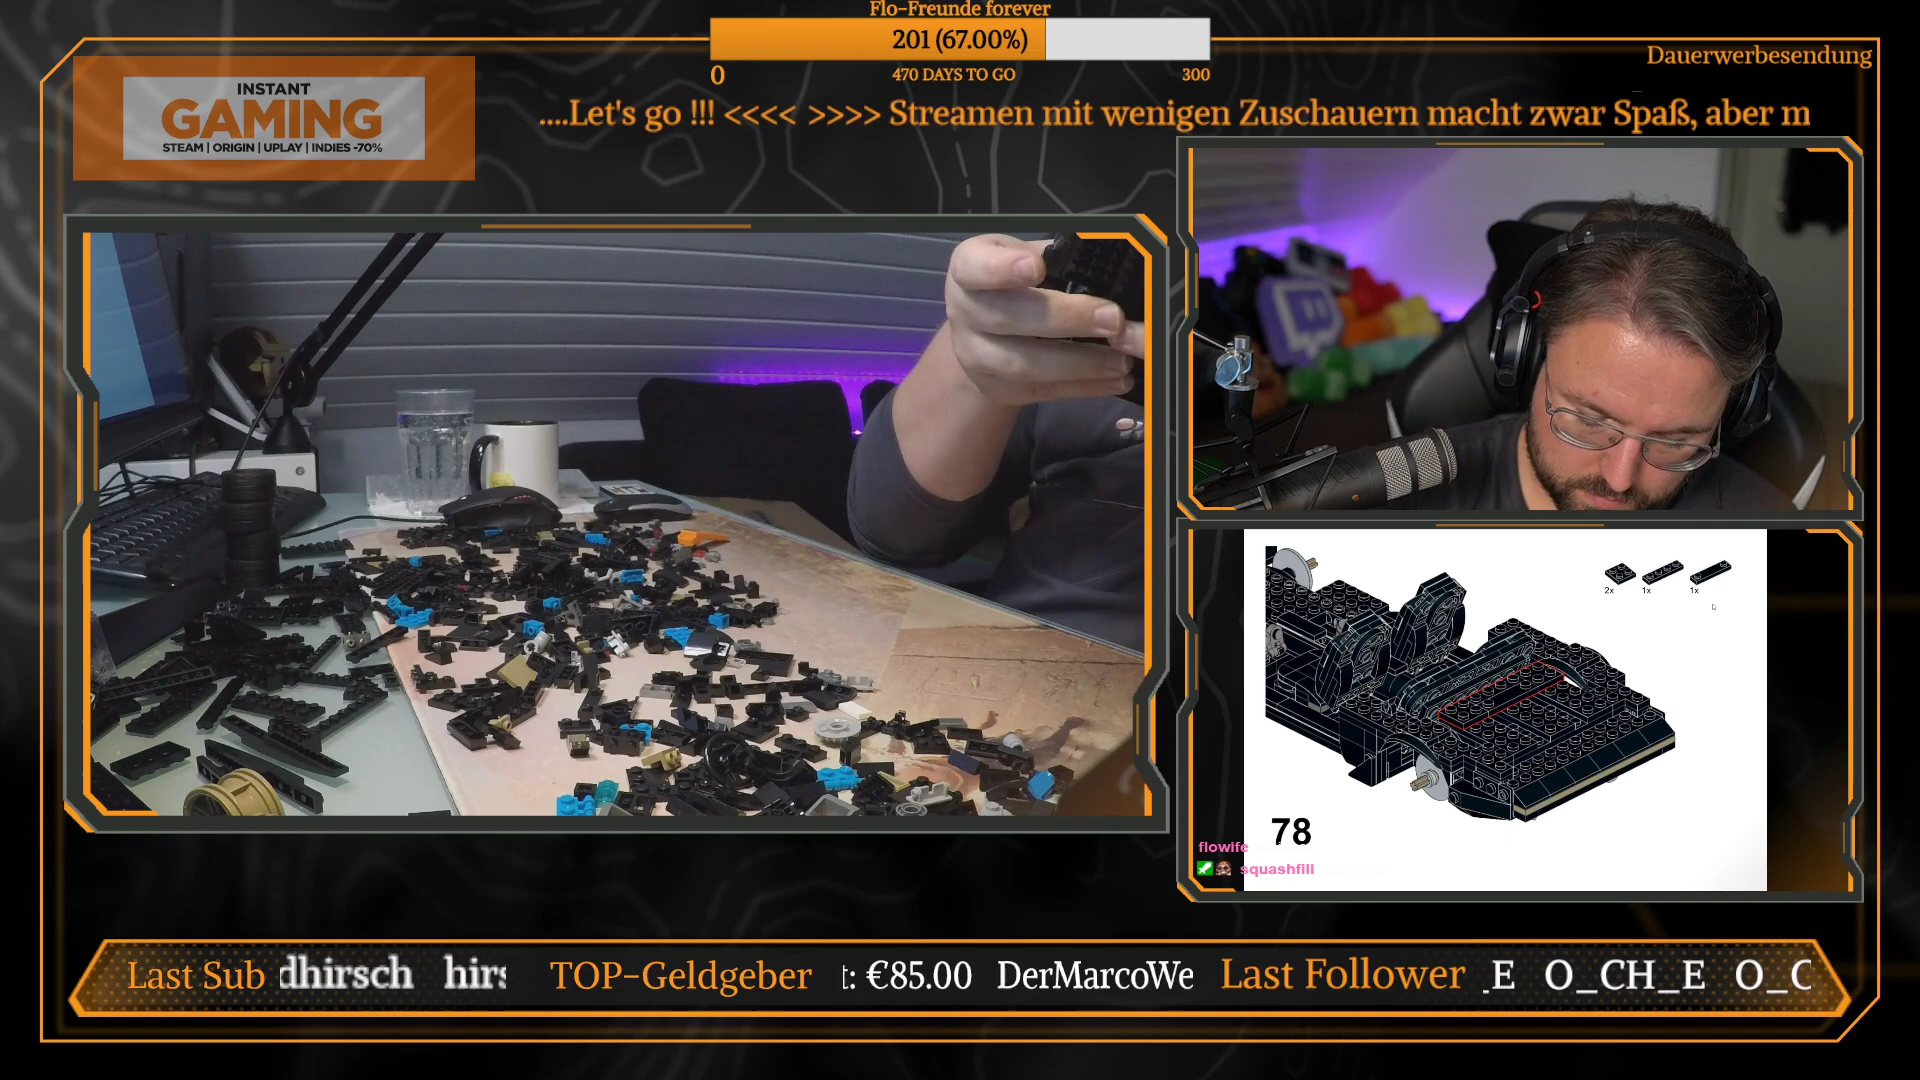 Flo-Freunde forever
201 (67.00%)
0
470 DAYS TO GO
300
Dauerwerbesendung
INSTANT
GAMING
STEAM | ORIGIN | UPLAY | INDIES -70%
....Let's go !!! <<<< >>>> Streamen mit wenigen Zuschauern macht zwar Spaß, aber m
2x
1x
1x
78
flowife
squashfill
Last Sub dhirsch hirs
TOP-Geldgeber t: €85.00 DerMarcoWe
Last Follower _E O_CH_E O_C